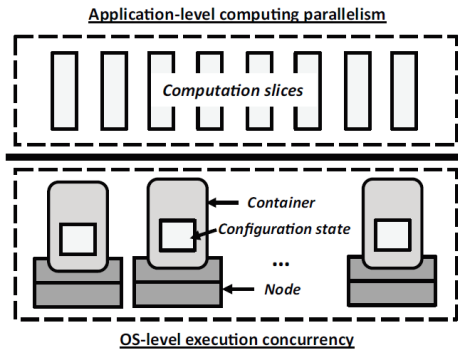 Application-level computing parallelism
Computation slices
Container
Configuration state
...
Node
OS-level execution concurrency